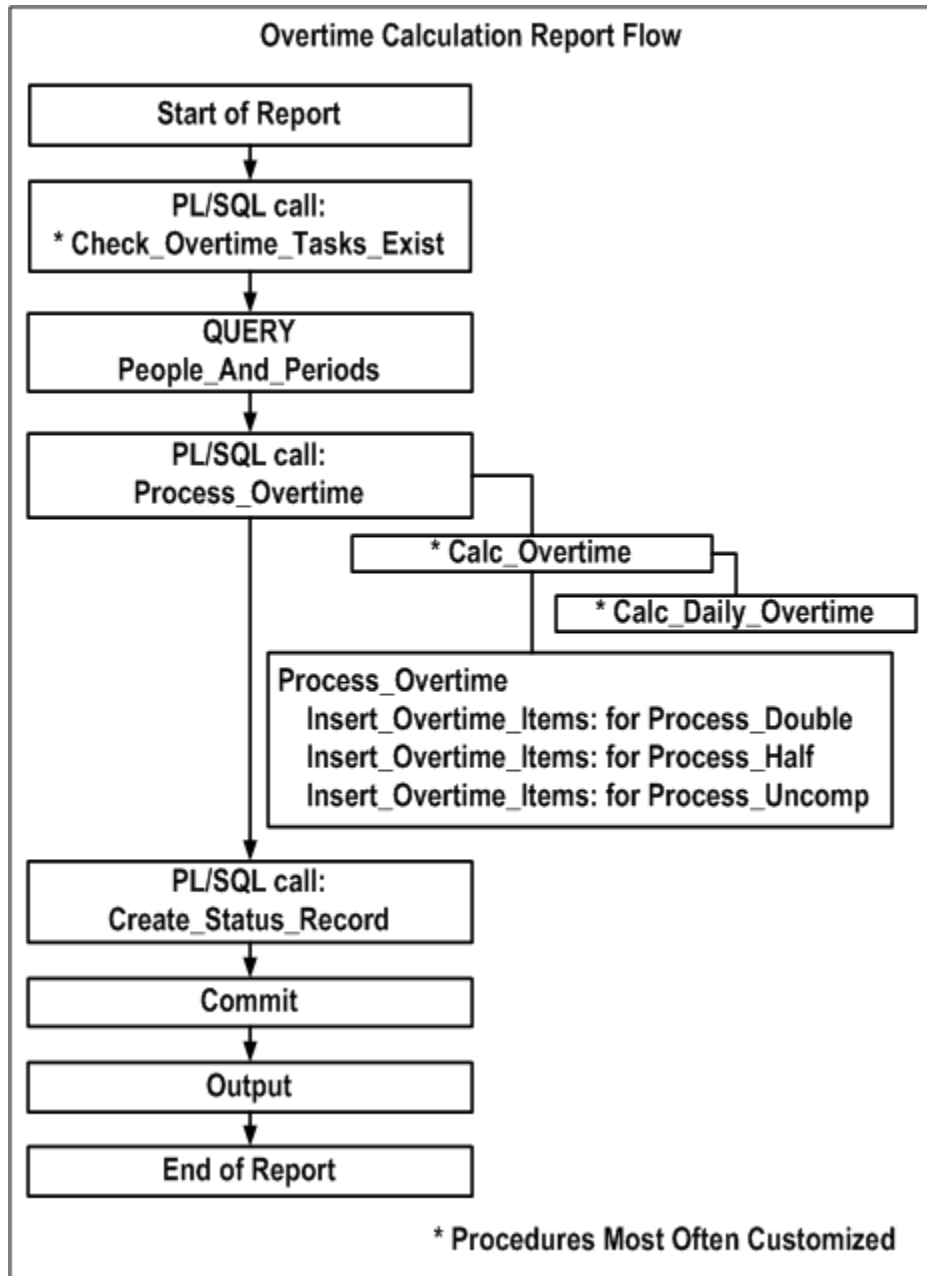 Overtime Calculation Report Flow
Start of Report
PL/SQL call:
* Check_Overtime_Tasks_Exist
QUERY
People_And_Periods
PL/SQL call:
Process_Overtime
* Calc_Overtime
* Calc_Daily_Overtime
Process_Overtime
Insert_Overtime_Items: for Process_Double
Insert_Overtime_Items: for Process_Half
Insert_Overtime_Items: for Process_Uncomp
PL/SQL call:
Create_Status_Record
Commit
Output
End of Report
* Procedures Most Often Customized